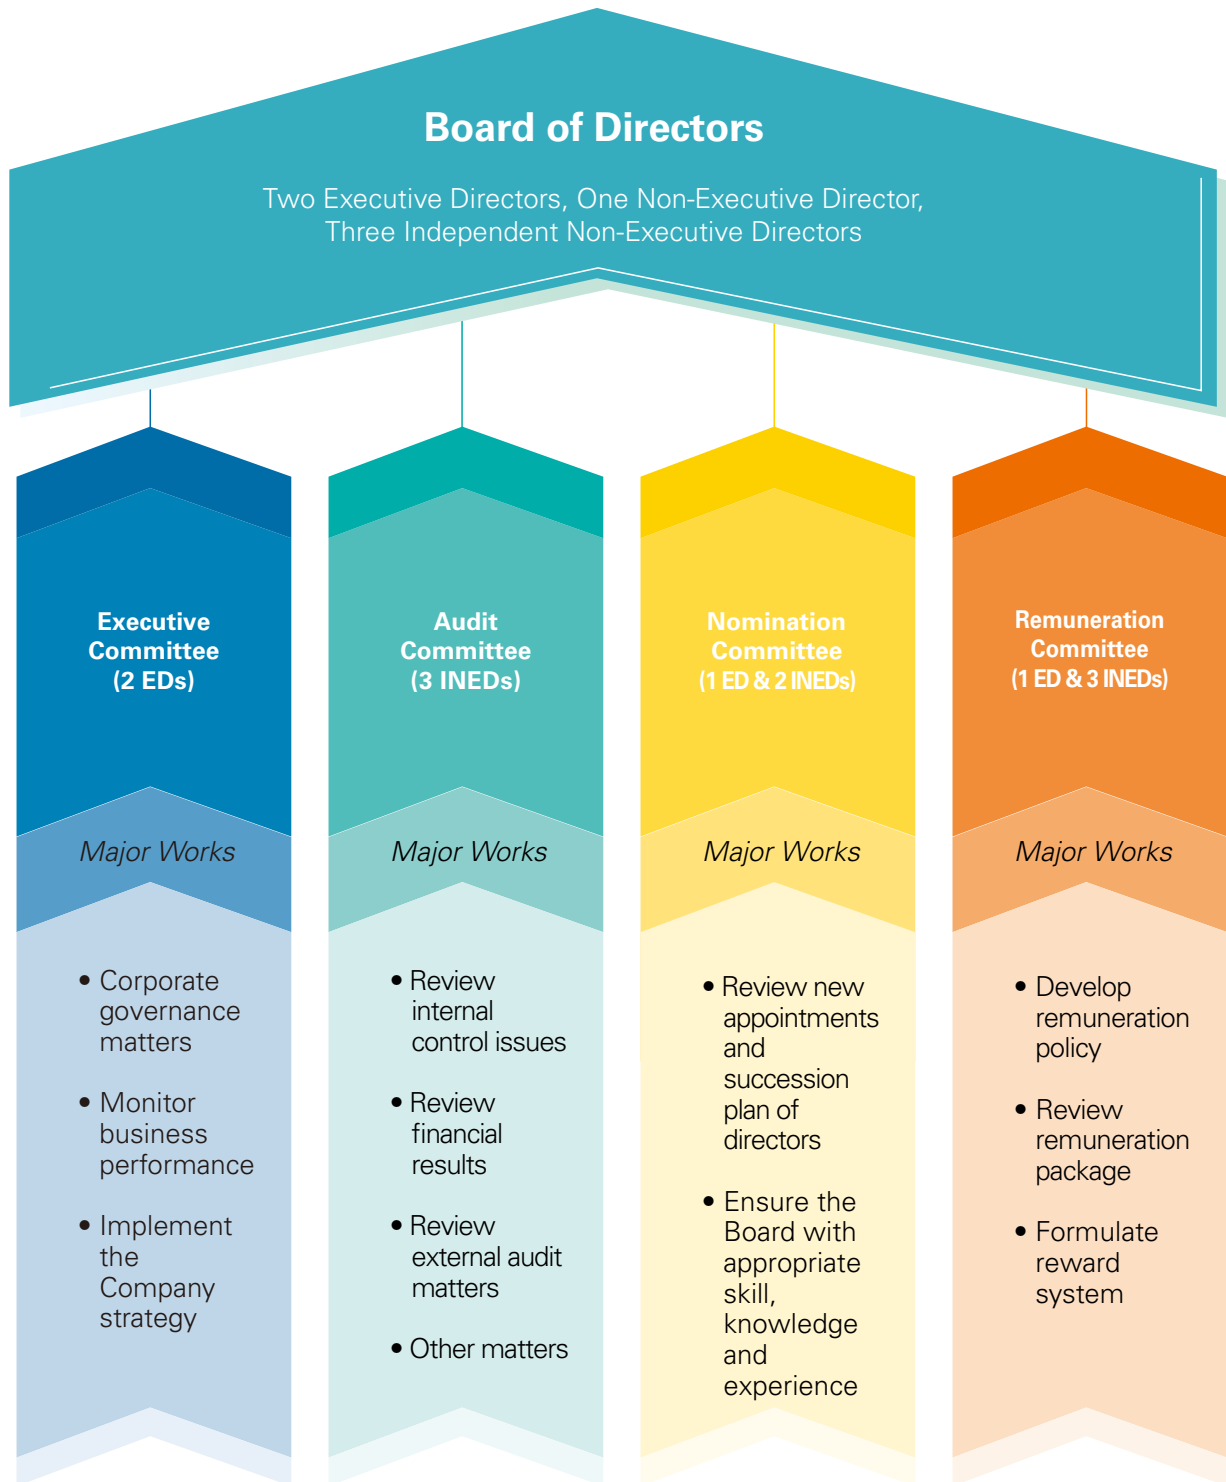 Board of Directors
Two Executive Directors, One Non-Executive Director,
Three Independent Non-Executive Directors
Executive
Committee
(2 EDs)
Major Works
• Corporate
governance
matters
• Monitor
business
performance
• Implement
the
Company
strategy
Audit
Committee
(3 INEDs)
Major Works
• Review
internal
control issues
• Review
financial
results
• Review
external audit
matters
• Other matters
Nomination
Committee
(1 ED & 2 INEDs)
Major Works
• Review new
appointments
and
succession
plan of
directors
• Ensure the
Board with
appropriate
skill,
knowledge
and
experience
Remuneration
Committee
(1 ED & 3 INEDs)
Major Works
• Develop
remuneration
policy
• Review
remuneration
package
• Formulate
reward
system